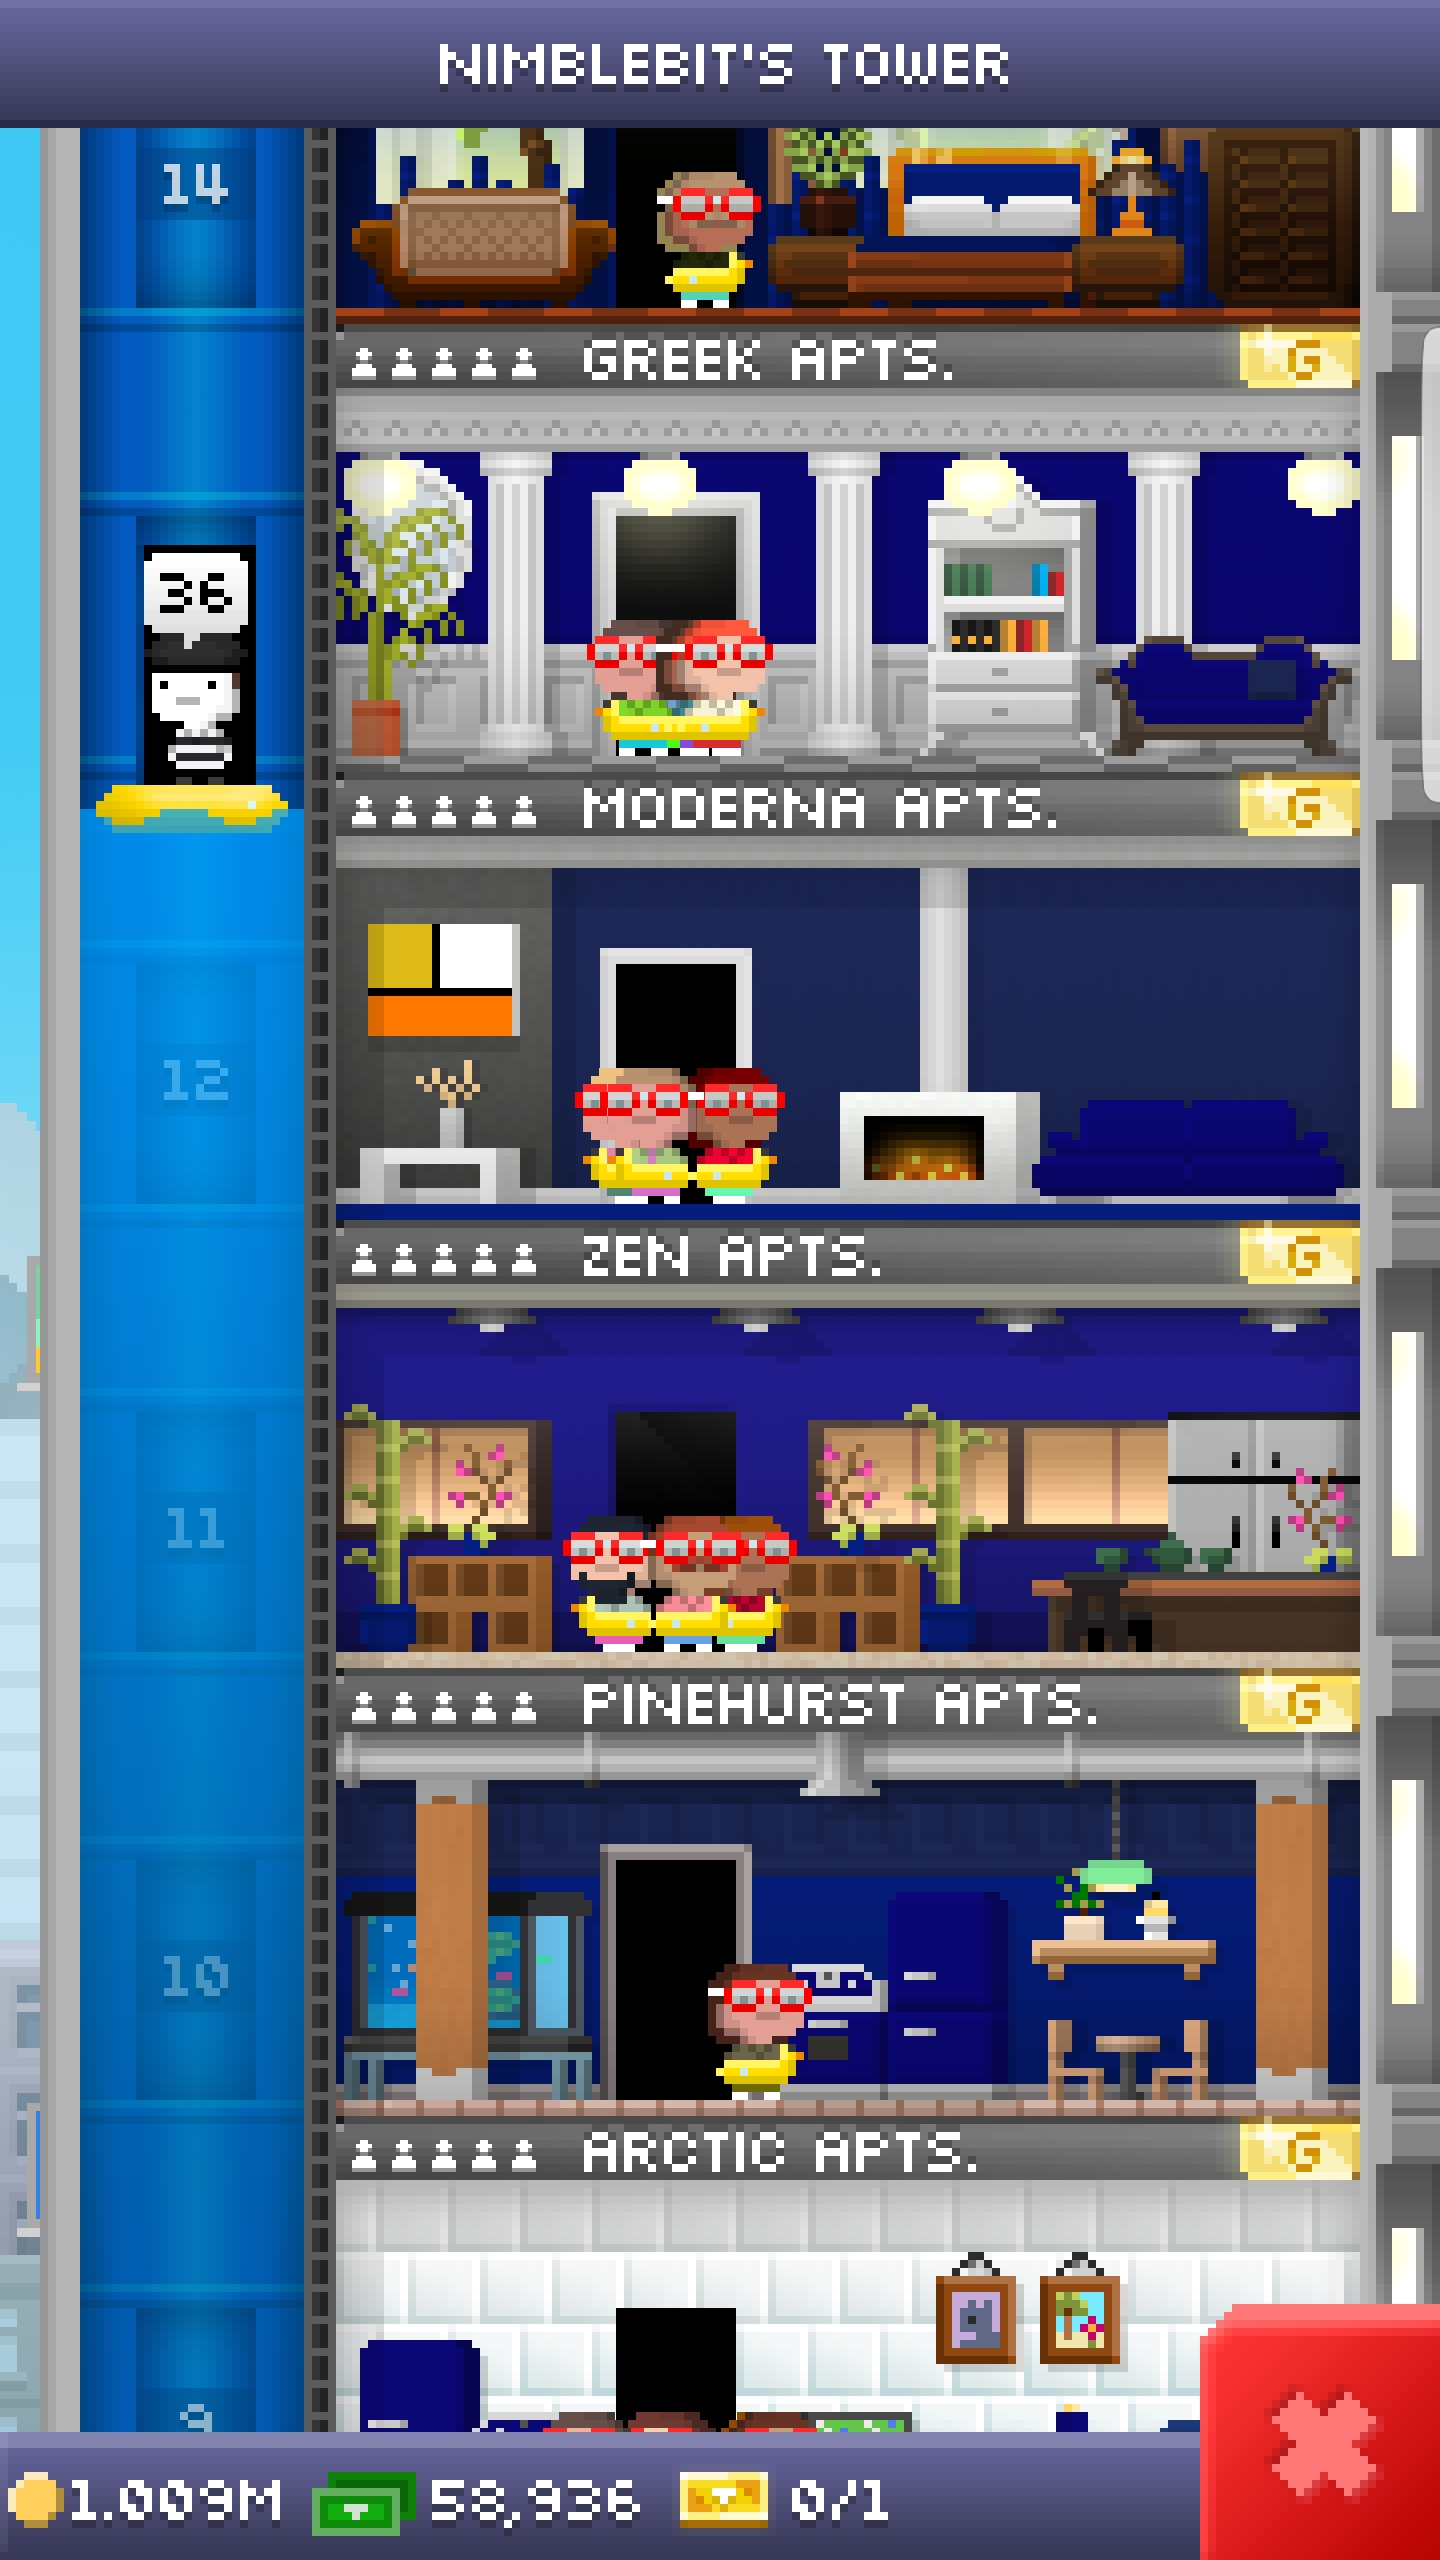 NIMBLEBIT'S TOWER
14
GREEK APTS. G
36
MODERNA APTS. G
12
ZEN APTS. G
11
PINEHURST APTS. G
10
ARCTIC APTS. G
9
1.009M 58,936 0/1